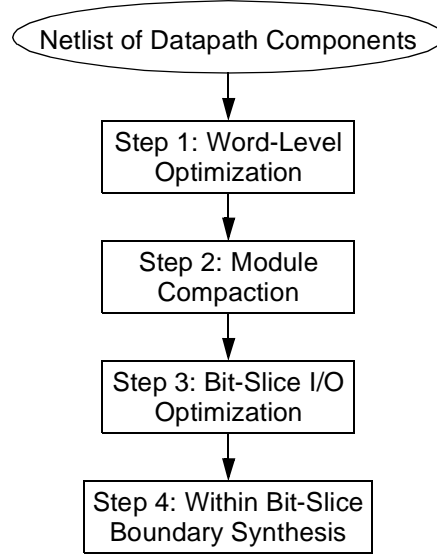 Netlist of Datapath Components
Step 1: Word-Level
Optimization
Step 2: Module
Compaction
Step 3: Bit-Slice I/O
Optimization
Step 4: Within Bit-Slice
Boundary Synthesis